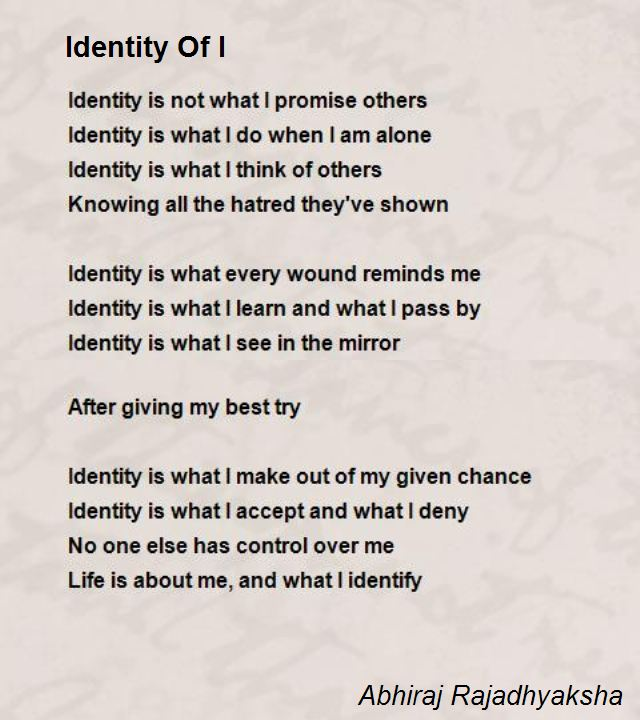 Identity Of I
Identity is not what I promise others
Identity is what I do when I am alone
Identity is what I think of others
Knowing all the hatred they've shown
Identity is what every wound reminds me
Identity is what I learn and what I pass by
Identity is what I see in the mirror
After giving my best try
Identity is what I make out of my given chance
Identity is what I accept and what I deny
No one else has control over me
Life is about me, and what I identify
Abhiraj Rajadhyaksha